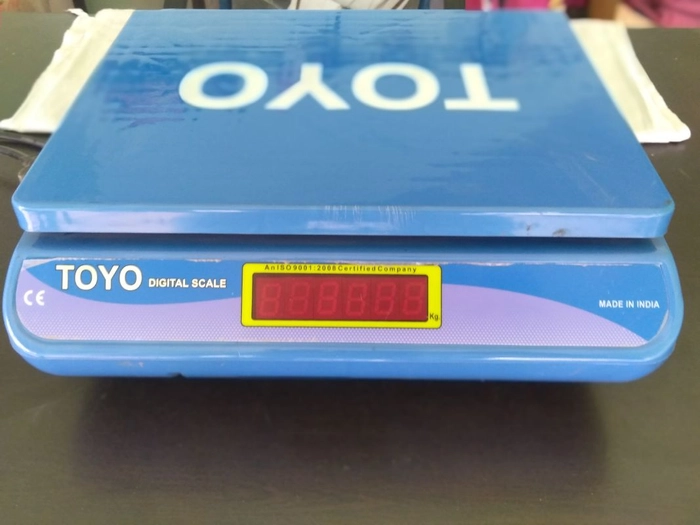 TOYO
TOYO DIGITAL SCALE
CE
An ISO 9001:2008 Certified Company
Kg.
MADE IN INDIA